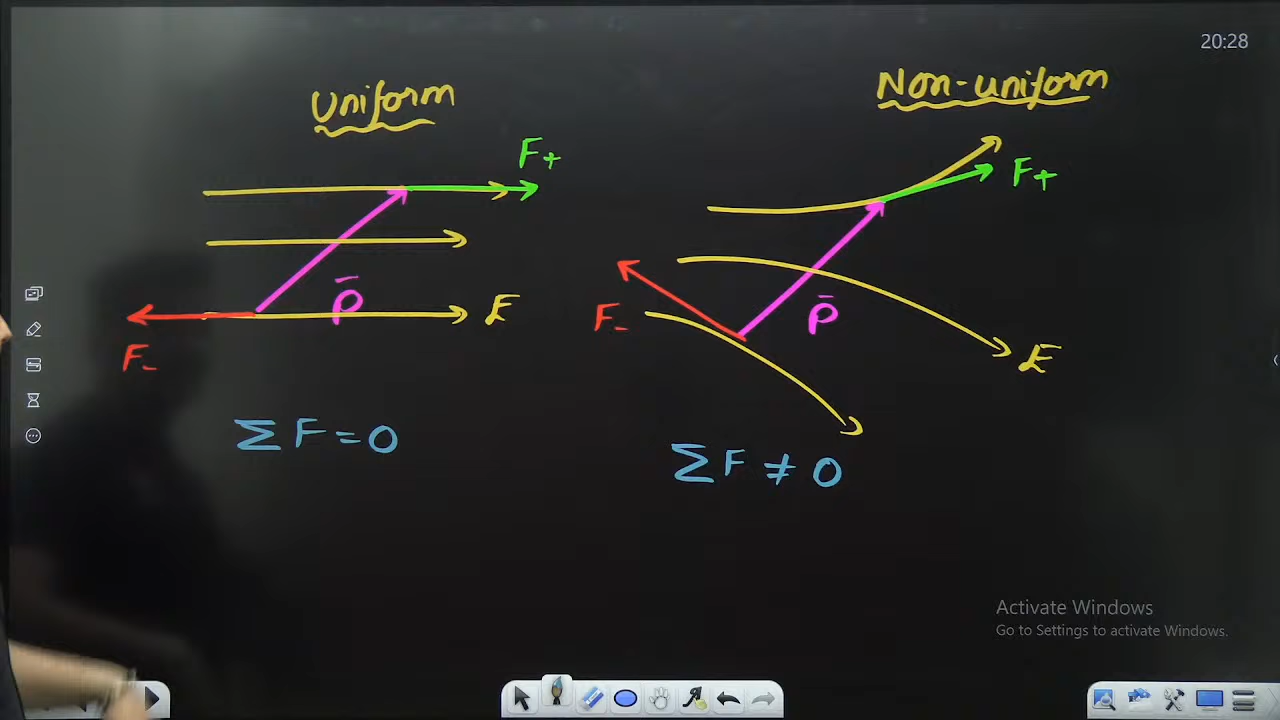 20:28
Uniform
Non-uniform
F+
F+
p̄
E
F-
p̄
F-
E
ΣF=0
ΣF≠0
Activate Windows
Go to Settings to activate Windows.